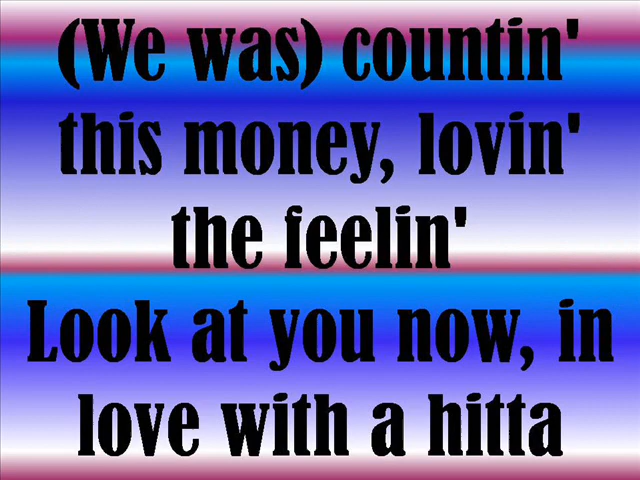 (We was) countin'
this money, lovin'
the feelin'
Look at you now, in
love with a hitta